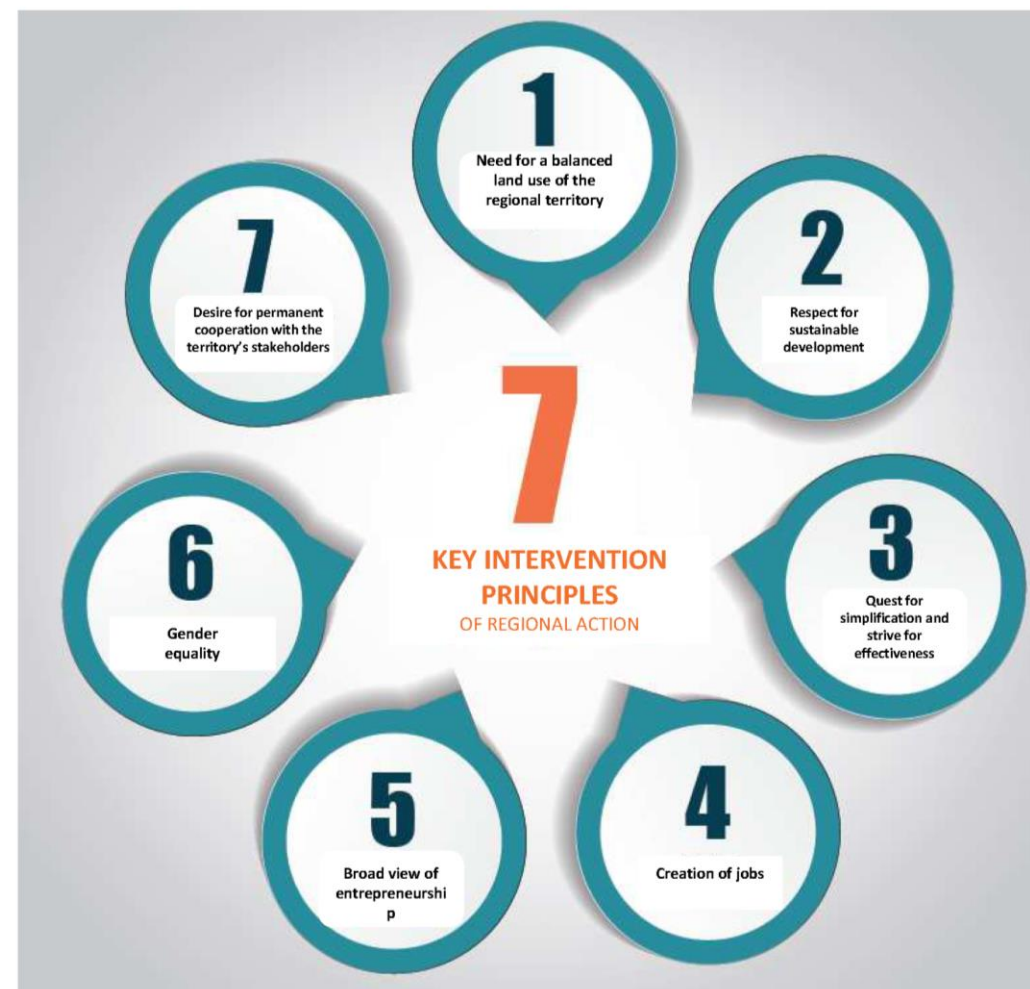 1
Need for a balanced
land use of the
regional territory
2
Respect for
sustainable
development
3
Quest for
simplification and
strive for
effectiveness
4
Creation of jobs
5
Broad view of
entrepreneurshi
p
6
Gender
equality
7
Desire for permanent
cooperation with the
territory's stakeholders
7
KEY INTERVENTION
PRINCIPLES
OF REGIONAL ACTION